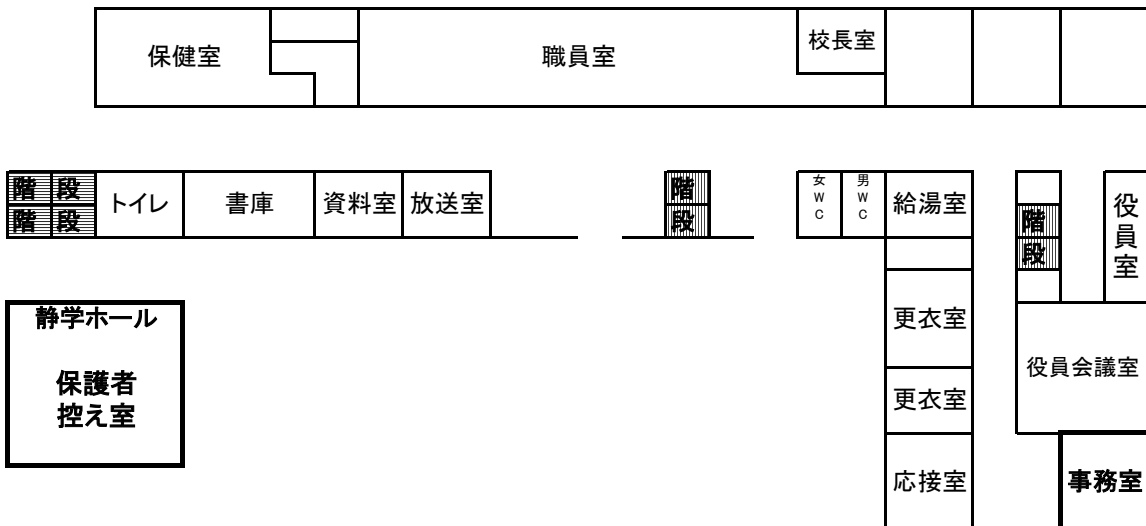 保健室
職員室
校長室
階段
階段
トイレ
書庫
資料室
放送室
階段
女WC
男WC
給湯室
階段
役員室
更衣室
静学ホール
保護者
控え室
役員会議室
更衣室
応接室
事務室